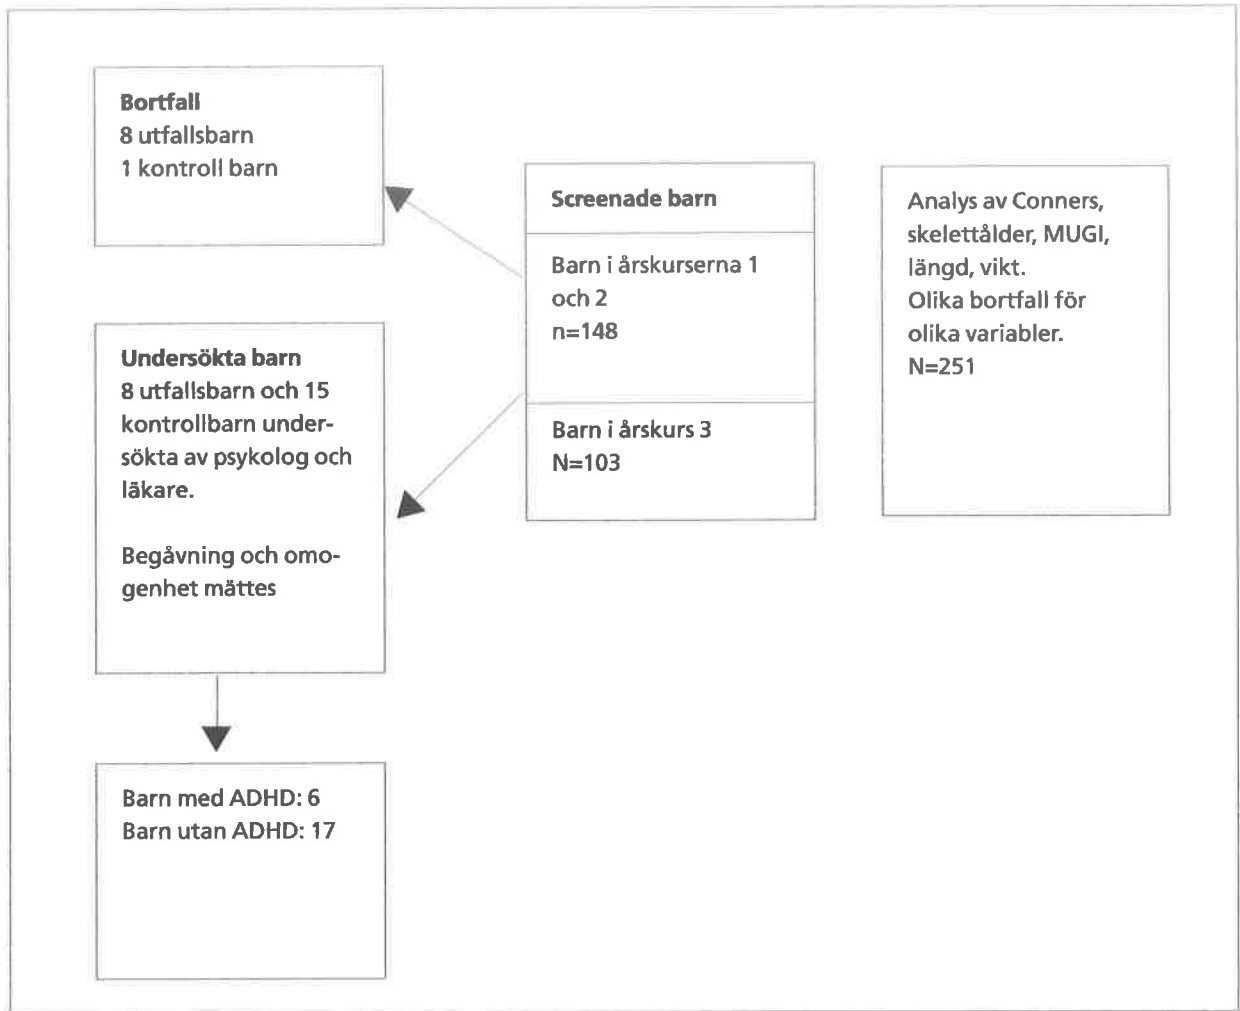 Bortfall
8 utfallsbarn
1 kontroll barn
Undersökta barn
8 utfallsbarn och 15
kontrollbarn under-
sökta av psykolog och
läkare.
Begåvning och omo-
genhet mättes
Barn med ADHD: 6
Barn utan ADHD: 17
Screenade barn
Barn i årskurserna 1
och 2
n=148
Barn i årskurs 3
N=103
Analys av Conners,
skelettålder, MUGI,
längd, vikt.
Olika bortfall för
olika variabler.
N=251